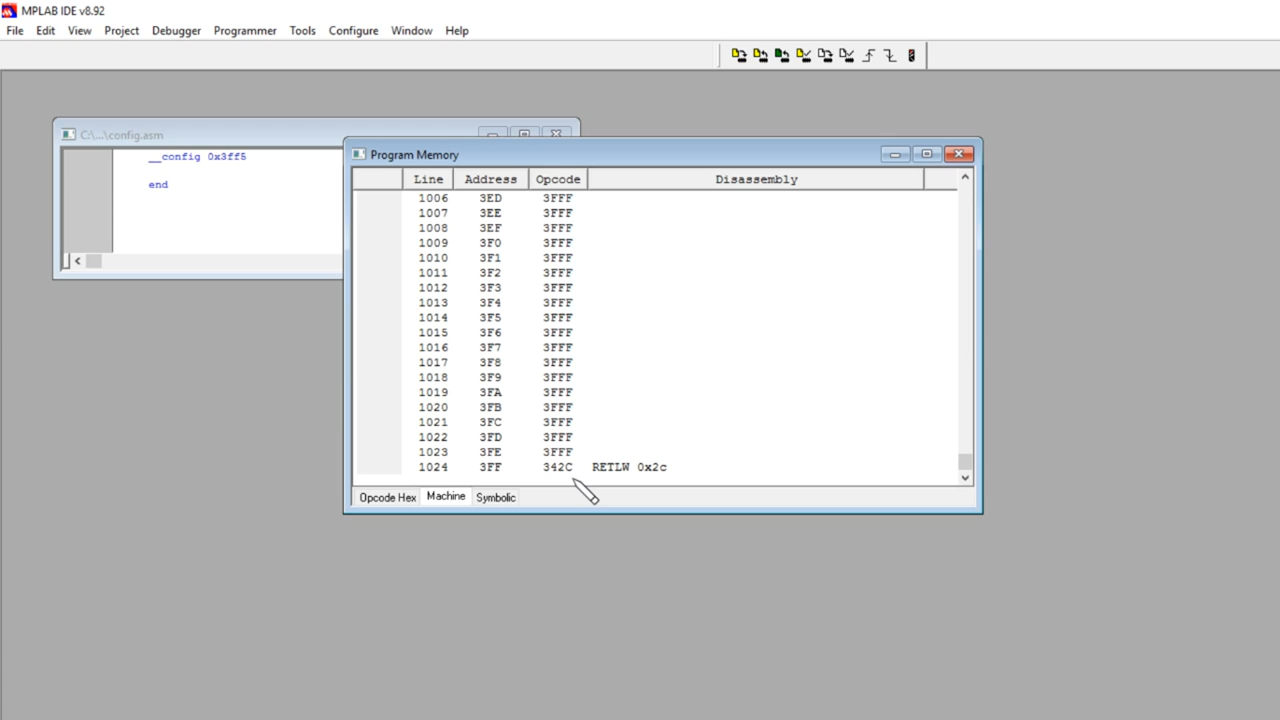 MPLAB IDE v8.92
File Edit View Project Debugger Programmer Tools Configure Window Help
C:\...\config.asm
__config 0x3ff5
end
Program Memory
Line Address Opcode Disassembly
1006 3ED 3FFF
1007 3EE 3FFF
1008 3EF 3FFF
1009 3F0 3FFF
1010 3F1 3FFF
1011 3F2 3FFF
1012 3F3 3FFF
1013 3F4 3FFF
1014 3F5 3FFF
1015 3F6 3FFF
1016 3F7 3FFF
1017 3F8 3FFF
1018 3F9 3FFF
1019 3FA 3FFF
1020 3FB 3FFF
1021 3FC 3FFF
1022 3FD 3FFF
1023 3FE 3FFF
1024 3FF 342C RETLW 0x2c
Opcode Hex Machine Symbolic